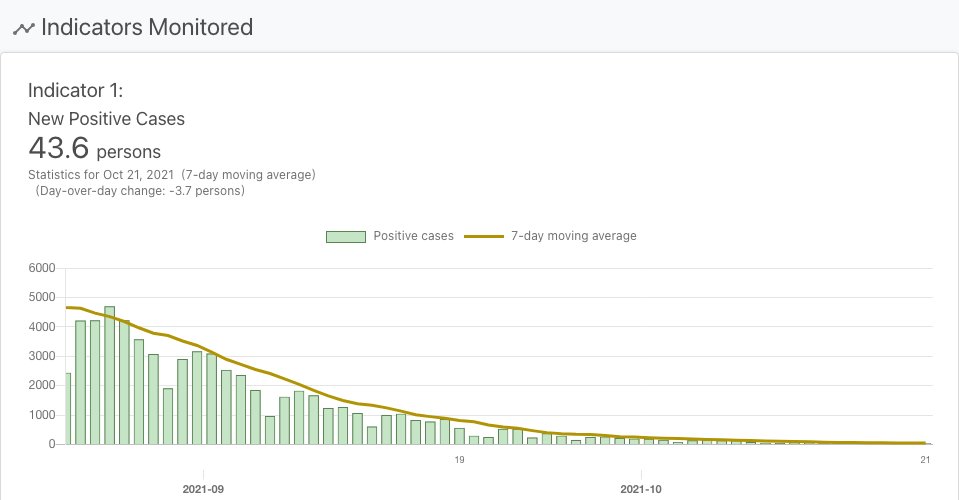 Indicators Monitored
Indicator 1:
New Positive Cases
43.6 persons
Statistics for Oct 21, 2021 (7-day moving average)
(Day-over-day change: -3.7 persons)
Positive cases 7-day moving average
6000
5000
4000
3000
2000
1000
0
19 21
2021-09 2021-10